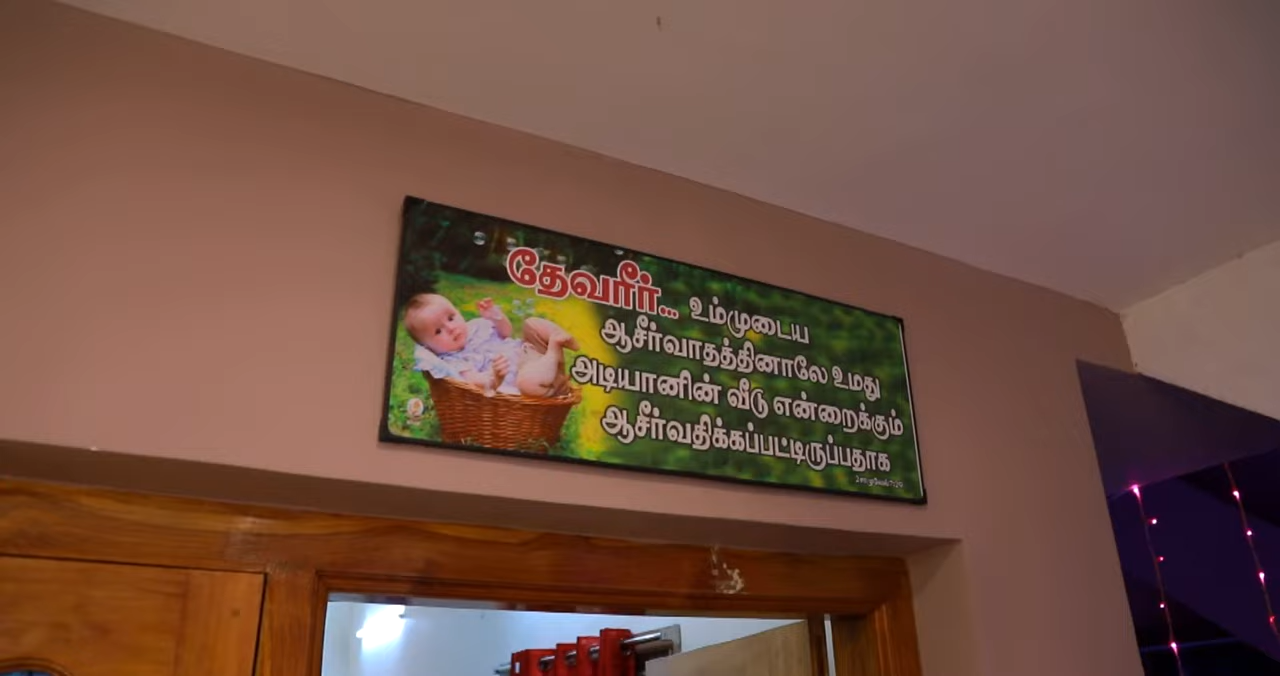 தேவரீர்... உம்முடைய
ஆசீர்வாதத்தினாலே உமது
அடியானின் வீடு என்றைக்கும்
ஆசீர்வதிக்கப்பட்டிருப்பதாக